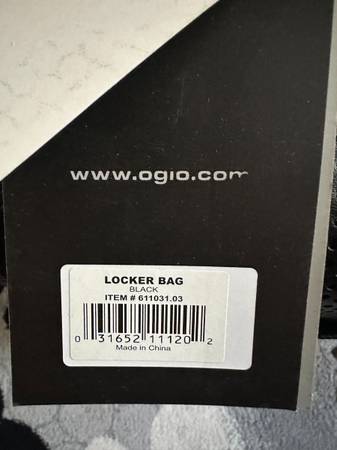 www.ogio.com
LOCKER BAG
BLACK
ITEM # 611031.03
0 31652 11120 2
Made in China